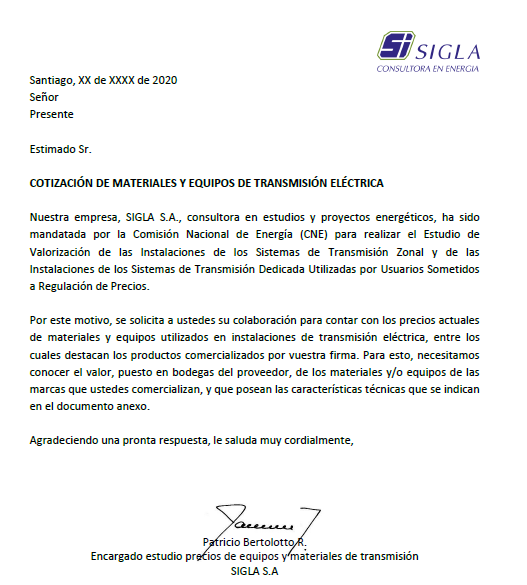 SIGLA
CONSULTORA EN ENERGIA
Santiago, XX de XXXX de 2020
Señor
Presente
Estimado Sr.
COTIZACIÓN DE MATERIALES Y EQUIPOS DE TRANSMISIÓN ELÉCTRICA
Nuestra empresa, SIGLA S.A., consultora en estudios y proyectos energéticos, ha sido
mandatada por la Comisión Nacional de Energía (CNE) para realizar el Estudio de
Valorización de las Instalaciones de los Sistemas de Transmisión Zonal y de las
Instalaciones de los Sistemas de Transmisión Dedicada Utilizadas por Usuarios Sometidos
a Regulación de Precios.
Por este motivo, se solicita a ustedes su colaboración para contar con los precios actuales
de materiales y equipos utilizados en instalaciones de transmisión eléctrica, entre los
cuales destacan los productos comercializados por vuestra firma. Para esto, necesitamos
conocer el valor, puesto en bodegas del proveedor, de los materiales y/o equipos de las
marcas que ustedes comercializan, y que posean las características técnicas que se indican
en el documento anexo.
Agradeciendo una pronta respuesta, le saluda muy cordialmente,
Patricio Bertolotto R.
Encargado estudio precios de equipos y materiales de transmisión
SIGLA S.A